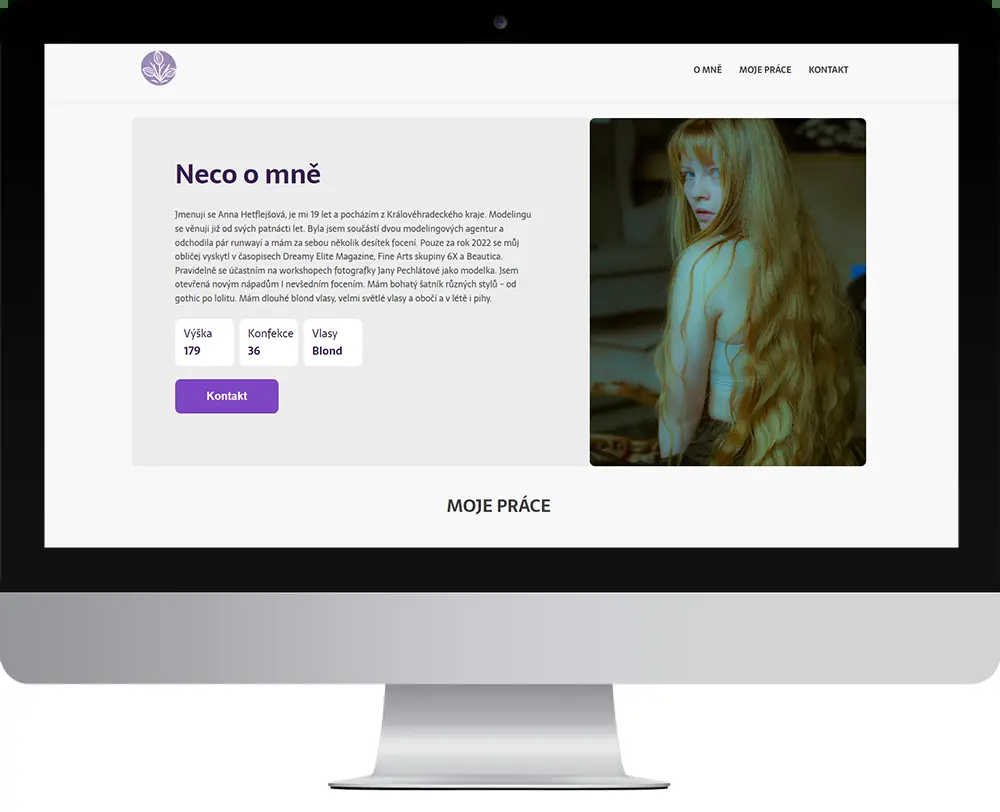 O MNĚ MOJE PRÁCE KONTAKT
Neco o mně
Jmenuji se Anna Hetflejšová, je mi 19 let a pocházím z Královéhradeckého kraje. Modelingu
se věnuji již od svých patnácti let. Byla jsem součástí dvou modelingových agentur a
odchodila pár runwayí a mám za sebou několik desítek focení. Pouze za rok 2022 se můj
obličej vyskytl v časopisech Dreamy Elite Magazine, Fine Arts skupiny 6X a Beautica.
Pravidelně se účastním na workshopech fotografky Jany Pechlátové jako modelka. Jsem
otevřená novým nápadům I nevšedním focením. Mám bohatý šatník různých stylů - od
gothic po lolitu. Mám dlouhé blond vlasy, velmi světlé vlasy a obočí a v létě i pihy.
Výška Konfekce Vlasy
179 36 Blond
Kontakt
MOJE PRÁCE